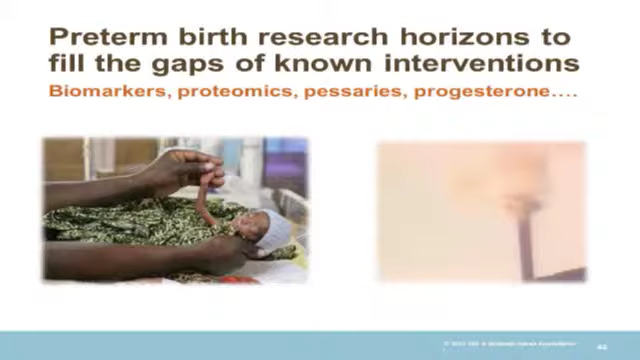 Preterm birth research horizons to
fill the gaps of known interventions
Biomarkers, proteomics, pessaries, progesterone….